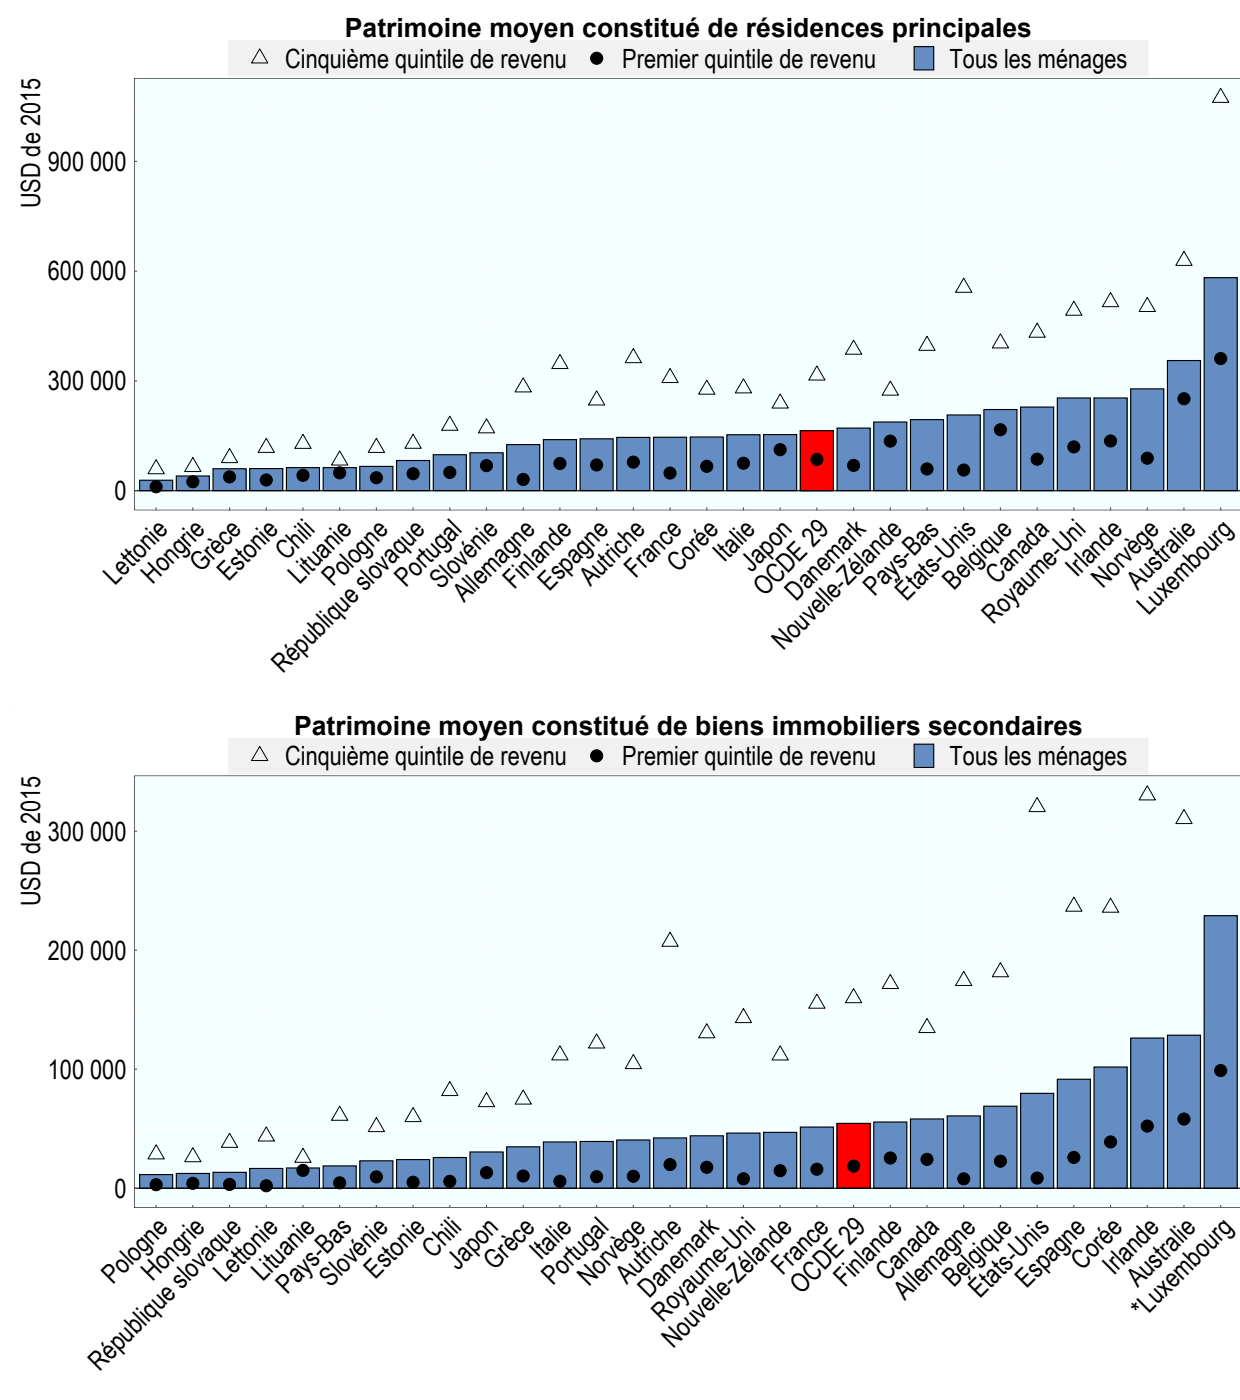 Patrimoine moyen constitué de résidences principales
Cinquième quintile de revenu Premier quintile de revenu Tous les ménages
USD de 2015
900 000
600 000
300 000
0
Lettonie
Hongrie
Grèce
Estonie
Chili
Lituanie
Pologne
République slovaque
Portugal
Slovénie
Allemagne
Finlande
Espagne
Autriche
France
Corée
Italie
Japon
OCDE 29
Danemark
Nouvelle-Zélande
Pays-Bas
États-Unis
Belgique
Canada
Royaume-Uni
Irlande
Norvège
Australie
Luxembourg
Patrimoine moyen constitué de biens immobiliers secondaires
Cinquième quintile de revenu Premier quintile de revenu Tous les ménages
USD de 2015
300 000
200 000
100 000
0
Pologne
Hongrie
République slovaque
Lettonie
Lituanie
Pays-Bas
Slovénie
Estonie
Chili
Japon
Grèce
Italie
Portugal
Norvège
Autriche
Danemark
Royaume-Uni
Nouvelle-Zélande
France
OCDE 29
Finlande
Canada
Allemagne
Belgique
États-Unis
Espagne
Corée
Irlande
Australie
*Luxembourg